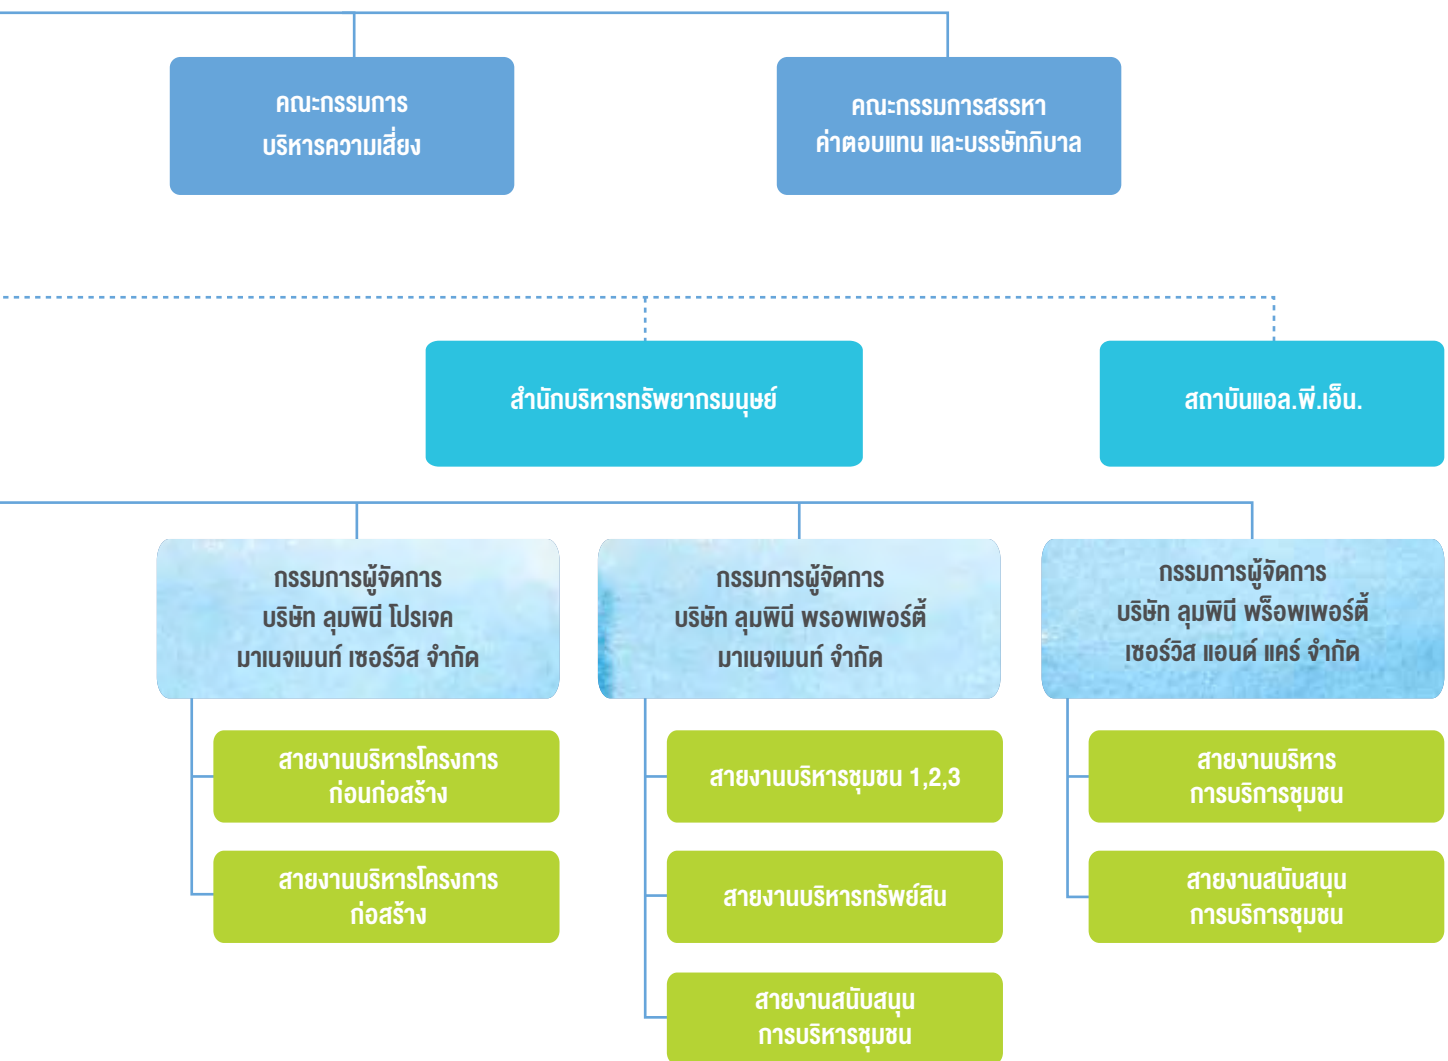 คณะกรรมการ
บริหารความเสี่ยง
คณะกรรมการสรรหา
ค่าตอบแทน และบรรษัทภิบาล
สำนักบริหารทรัพยากรมนุษย์
สถาบันแอล.พี.เอ็น.
กรรมการผู้จัดการ
บริษัท ลุมพินี โปรเจค
มาเนจเมนท์ เซอร์วิส จำกัด
กรรมการผู้จัดการ
บริษัท ลุมพินี พรอพเพอร์ตี้
มาเนจเมนท์ จำกัด
กรรมการผู้จัดการ
บริษัท ลุมพินี พร็อพเพอร์ตี้
เซอร์วิส แอนด์ แคร์ จำกัด
สายงานบริหารโครงการ
ก่อนก่อสร้าง
สายงานบริหารโครงการ
ก่อสร้าง
สายงานบริหารชุมชน 1,2,3
สายงานบริหารทรัพย์สิน
สายงานสนับสนุน
การบริหารชุมชน
สายงานบริหาร
การบริการชุมชน
สายงานสนับสนุน
การบริการชุมชน